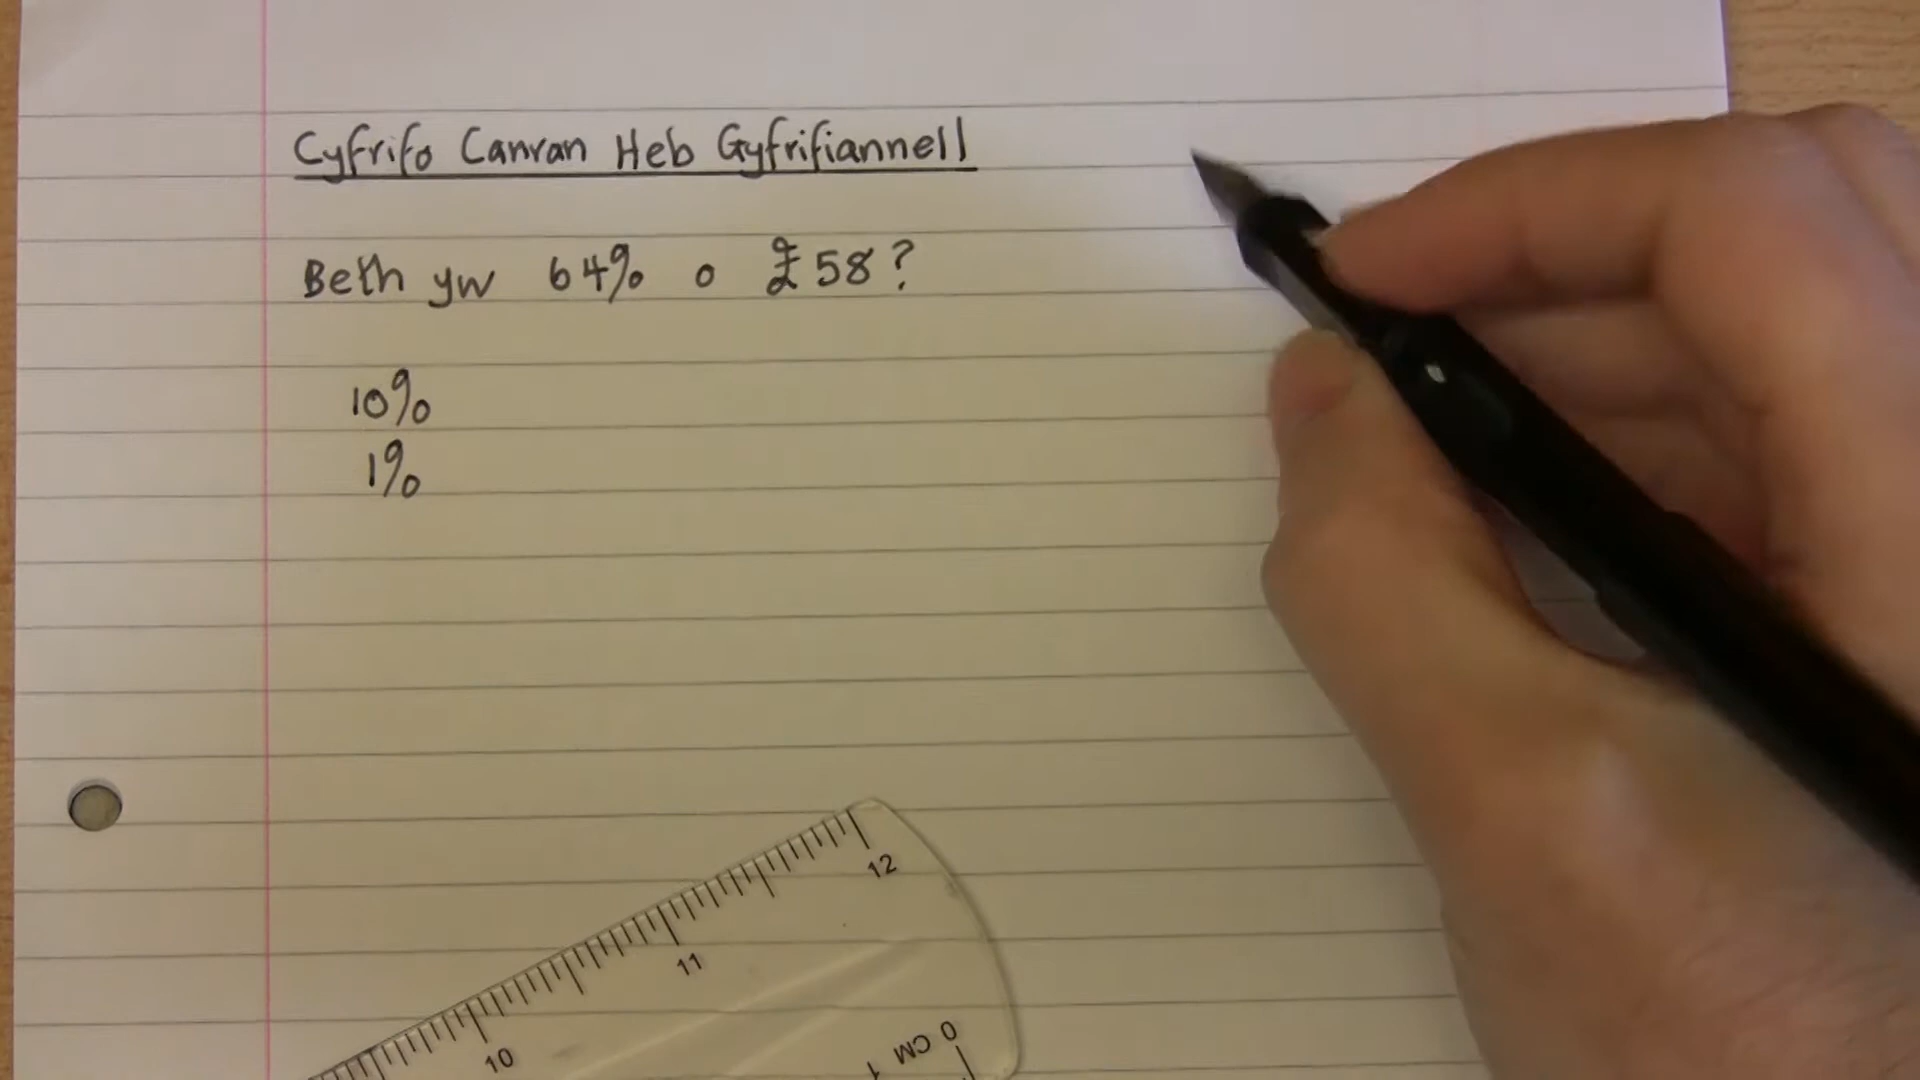 Cyfrifo Canran Heb Gyfrifiannell
Beth yw 64% o £58?
10%
1%
12
11
10
0 CM 1